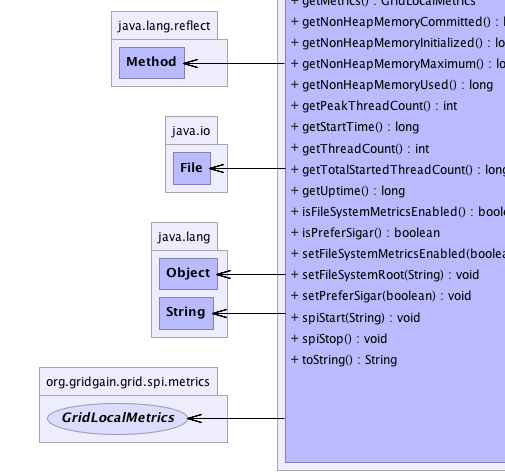 java.lang.reflect
Method
java.io
File
java.lang
Object
String
org.gridgain.grid.spi.metrics
GridLocalMetrics
+ getMetrics() : GridLocalMetrics
+ getNonHeapMemoryCommitted() :
+ getNonHeapMemoryInitialized() : lo
+ getNonHeapMemoryMaximum() : lo
+ getNonHeapMemoryUsed() : long
+ getPeakThreadCount() : int
+ getStartTime() : long
+ getThreadCount() : int
+ getTotalStartedThreadCount() : long
+ getUptime() : long
+ isFileSystemMetricsEnabled() : boole
+ isPreferSigar() : boolean
+ setFileSystemMetricsEnabled(boolea
+ setFileSystemRoot(String) : void
+ setPreferSigar(boolean) : void
+ spiStart(String) : void
+ spiStop() : void
+ toString() : String